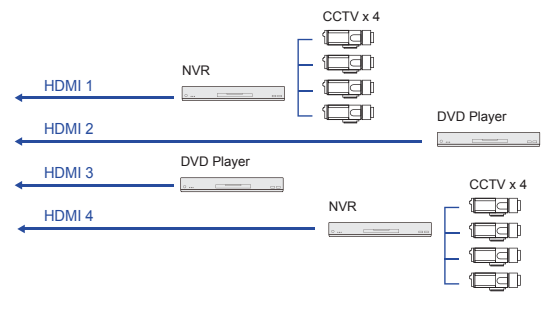 CCTV x 4
NVR
HDMI 1
HDMI 2
DVD Player
HDMI 3
DVD Player
CCTV x 4
HDMI 4
NVR